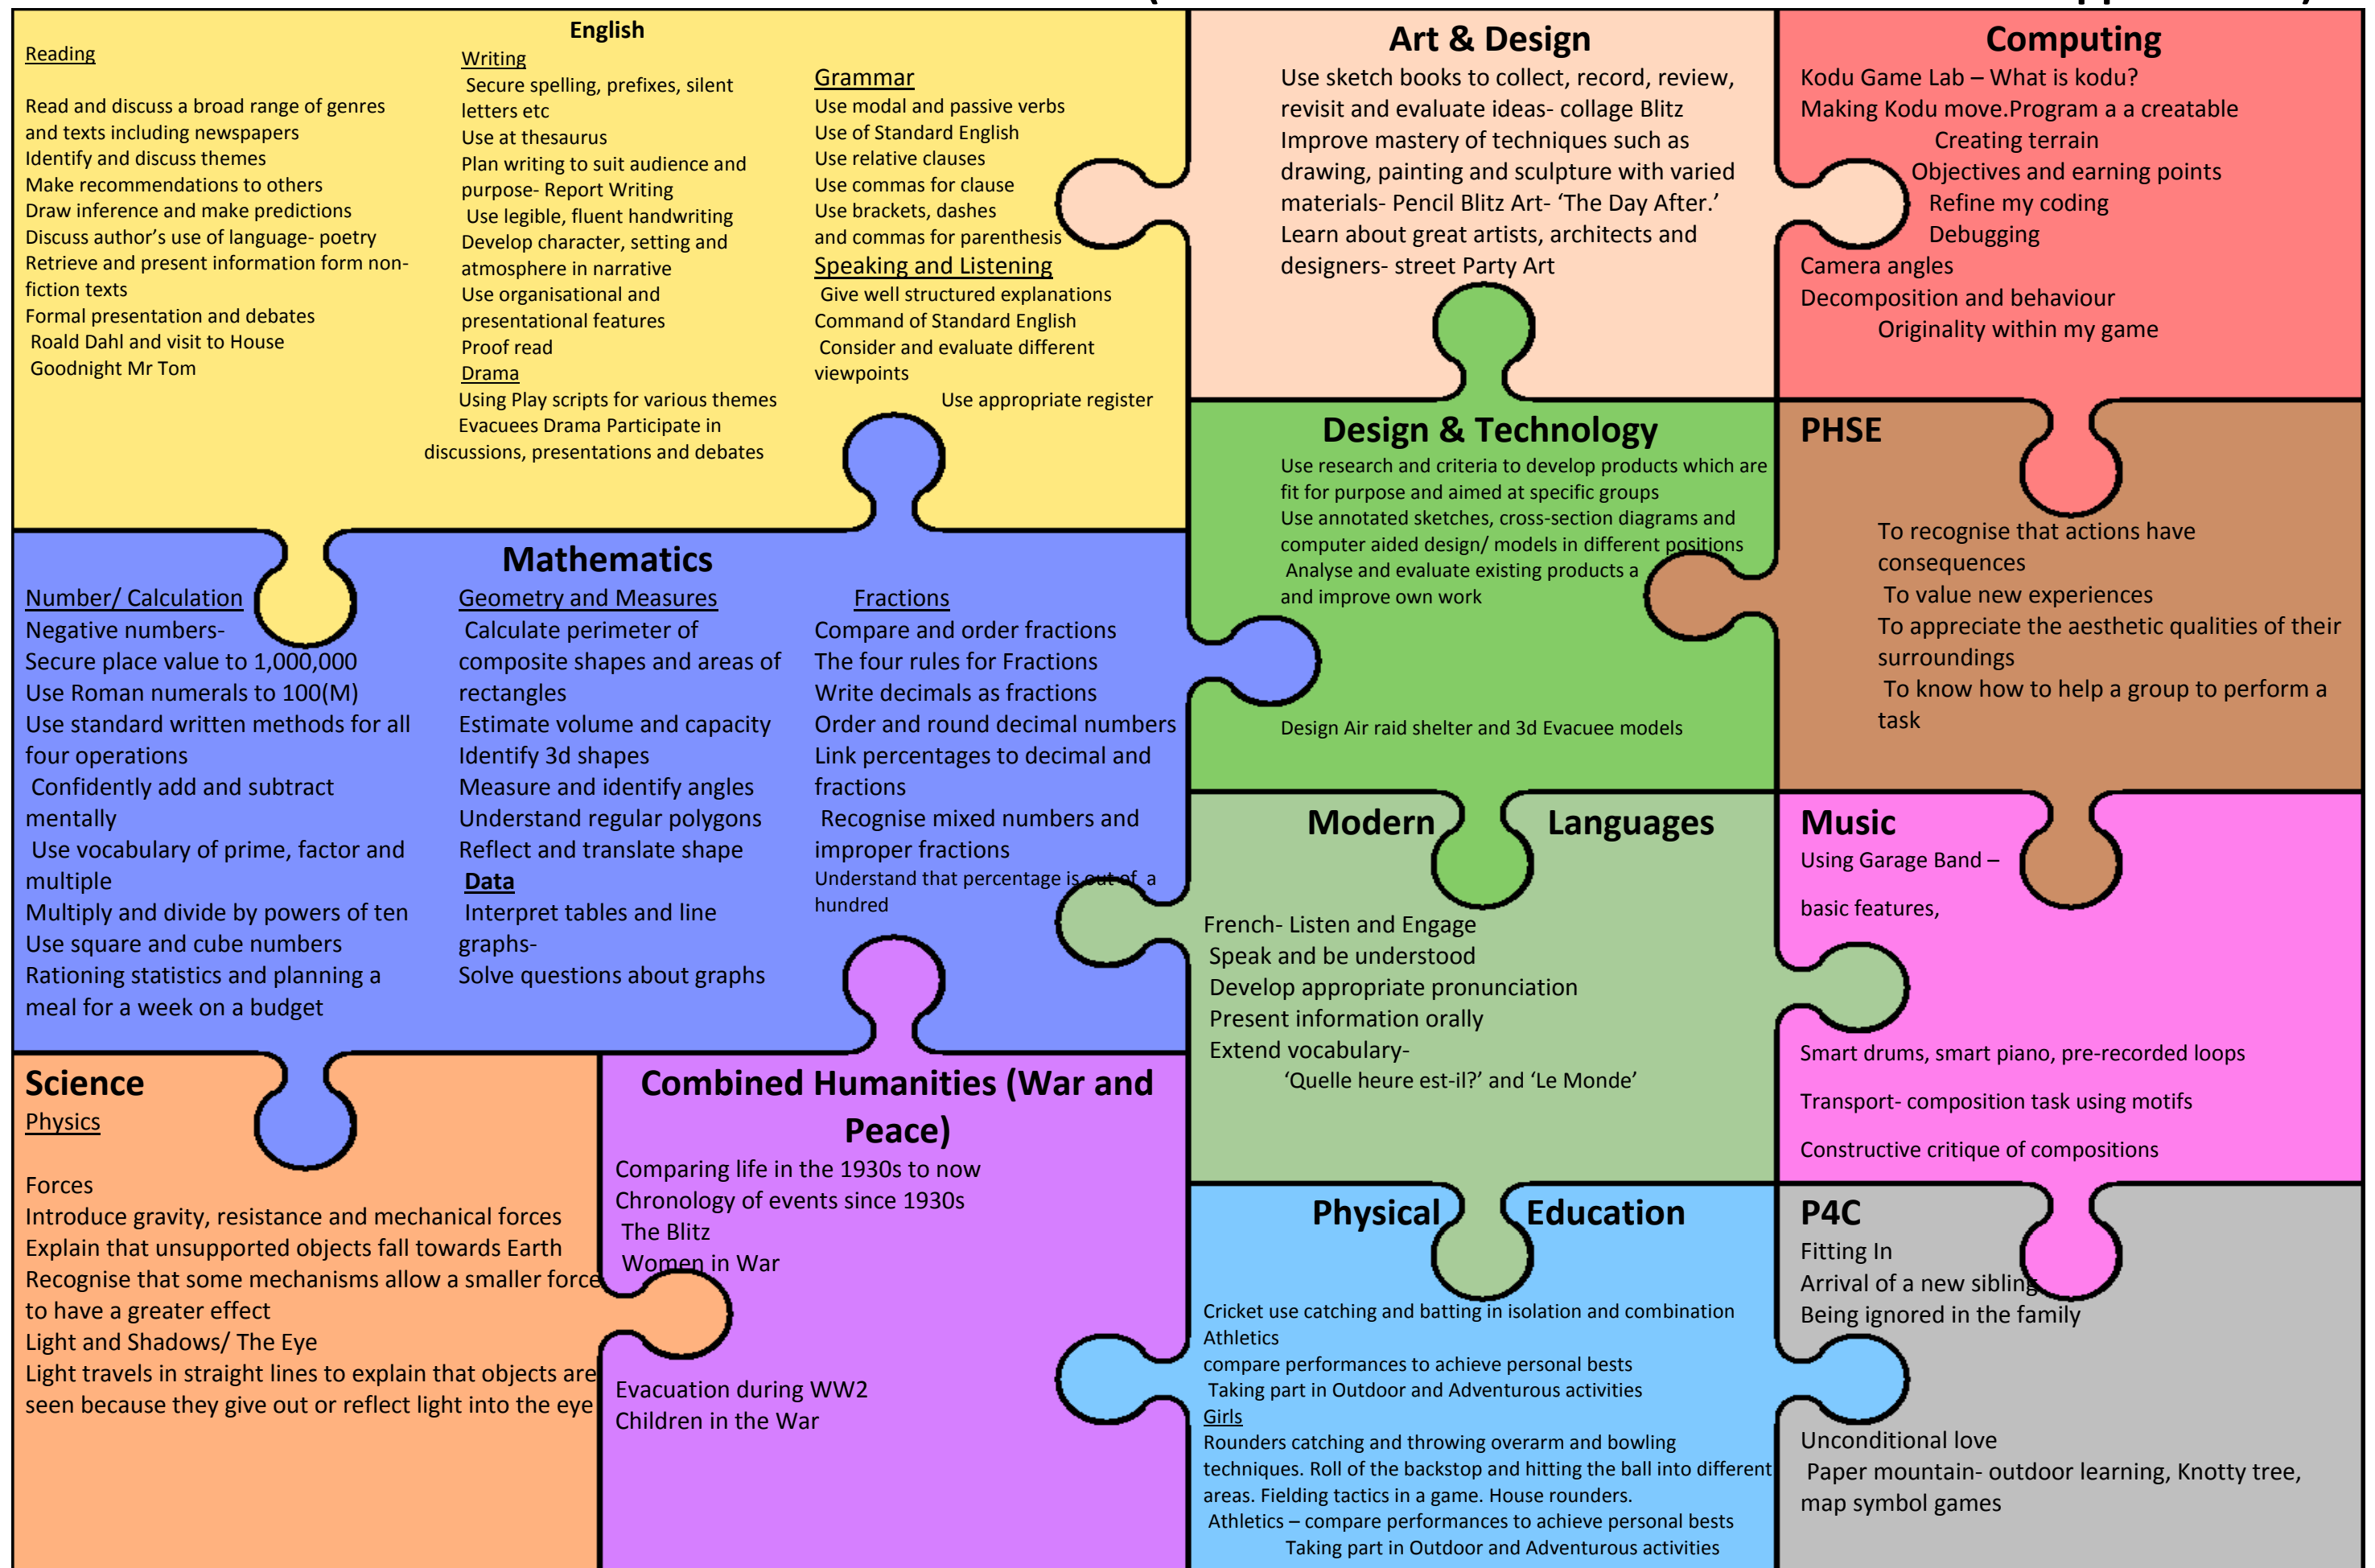 English
Reading
Read and discuss a broad range of genres
and texts including newspapers
Identify and discuss themes
Make recommendations to others
Draw inference and make predictions
Discuss author's use of language- poetry
Retrieve and present information form non-
fiction texts
Formal presentation and debates
Roald Dahl and visit to House
Goodnight Mr Tom
Writing
Secure spelling, prefixes, silent
letters etc
Use at thesaurus
Plan writing to suit audience and
purpose- Report Writing
Use legible, fluent handwriting
Develop character, setting and
atmosphere in narrative
Use organisational and
presentational features
Proof read
Drama
Using Play scripts for various themes
Evacuees Drama Participate in
discussions, presentations and debates
Grammar
Use modal and passive verbs
Use of Standard English
Use relative clauses
Use commas for clause
Use brackets, dashes
and commas for parenthesis
Speaking and Listening
Give well structured explanations
Command of Standard English
Consider and evaluate different
viewpoints
Use appropriate register
Art & Design
Use sketch books to collect, record, review,
revisit and evaluate ideas- collage Blitz
Improve mastery of techniques such as
drawing, painting and sculpture with varied
materials- Pencil Blitz Art- ‘The Day After.’
Learn about great artists, architects and
designers- street Party Art
Computing
Kodu Game Lab – What is kodu?
Making Kodu move.Program a a creatable
Creating terrain
Objectives and earning points
Refine my coding
Debugging
Camera angles
Decomposition and behaviour
Originality within my game
Design & Technology
Use research and criteria to develop products which are
fit for purpose and aimed at specific groups
Use annotated sketches, cross-section diagrams and
computer aided design/ models in different positions
Analyse and evaluate existing products a
and improve own work
Design Air raid shelter and 3d Evacuee models
PHSE
To recognise that actions have
consequences
To value new experiences
To appreciate the aesthetic qualities of their
surroundings
To know how to help a group to perform a
task
Mathematics
Number/ Calculation
Negative numbers-
Secure place value to 1,000,000
Use Roman numerals to 100(M)
Use standard written methods for all
four operations
Confidently add and subtract
mentally
Use vocabulary of prime, factor and
multiple
Multiply and divide by powers of ten
Use square and cube numbers
Rationing statistics and planning a
meal for a week on a budget
Geometry and Measures
Calculate perimeter of
composite shapes and areas of
rectangles
Estimate volume and capacity
Identify 3d shapes
Measure and identify angles
Understand regular polygons
Reflect and translate shape
Data
Interpret tables and line
graphs-
Solve questions about graphs
Fractions
Compare and order fractions
The four rules for Fractions
Write decimals as fractions
Order and round decimal numbers
Link percentages to decimal and
fractions
Recognise mixed numbers and
improper fractions
Understand that percentage is out of a
hundred
Modern Languages
French- Listen and Engage
Speak and be understood
Develop appropriate pronunciation
Present information orally
Extend vocabulary-
‘Quelle heure est-il?’ and ‘Le Monde’
Music
Using Garage Band –
basic features,
Smart drums, smart piano, pre-recorded loops
Transport- composition task using motifs
Constructive critique of compositions
Science
Physics
Forces
Introduce gravity, resistance and mechanical forces
Explain that unsupported objects fall towards Earth
Recognise that some mechanisms allow a smaller force
to have a greater effect
Light and Shadows/ The Eye
Light travels in straight lines to explain that objects are
seen because they give out or reflect light into the eye
Combined Humanities (War and
Peace)
Comparing life in the 1930s to now
Chronology of events since 1930s
The Blitz
Women in War
Evacuation during WW2
Children in the War
Physical Education
Cricket use catching and batting in isolation and combination
Athletics
compare performances to achieve personal bests
Taking part in Outdoor and Adventurous activities
Girls
Rounders catching and throwing overarm and bowling
techniques. Roll of the backstop and hitting the ball into different
areas. Fielding tactics in a game. House rounders.
Athletics – compare performances to achieve personal bests
Taking part in Outdoor and Adventurous activities
P4C
Fitting In
Arrival of a new sibling
Being ignored in the family
Unconditional love
Paper mountain- outdoor learning, Knotty tree,
map symbol games